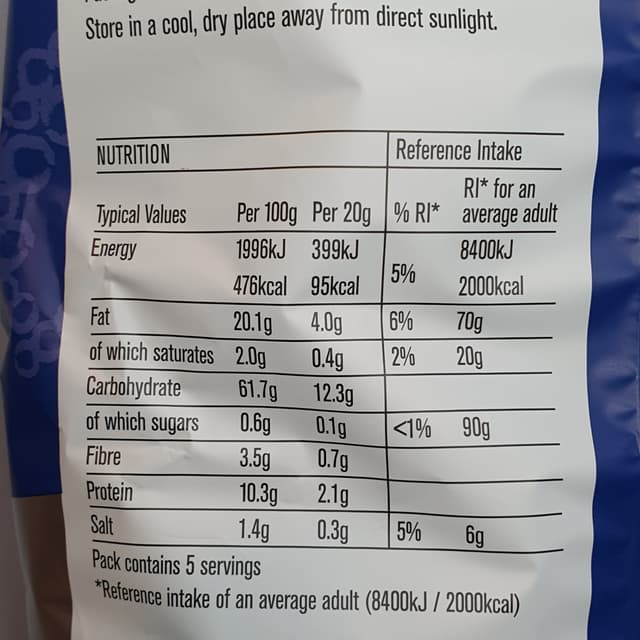 Store in a cool, dry place away from direct sunlight.
NUTRITION Reference Intake
RI* for an
Typical Values Per 100g Per 20g % RI* average adult
Energy 1996kJ 399kJ 8400kJ
476kcal 95kcal 5% 2000kcal
Fat 20.1g 4.0g 6% 70g
of which saturates 2.0g 0.4g 2% 20g
Carbohydrate 61.7g 12.3g
of which sugars 0.6g 0.1g <1% 90g
Fibre 3.5g 0.7g
Protein 10.3g 2.1g
Salt 1.4g 0.3g 5% 6g
Pack contains 5 servings
*Reference intake of an average adult (8400kJ / 2000kcal)